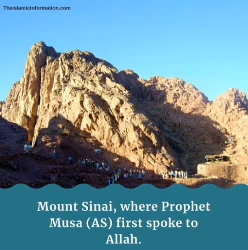 TheIslamicInformation.com
Mount Sinai, where Prophet
Musa (AS) first spoke to
Allah.